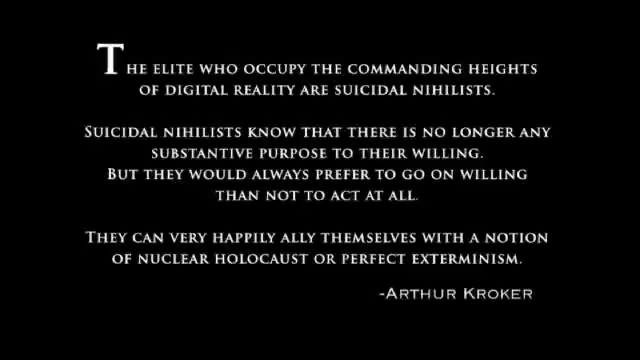 THE ELITE WHO OCCUPY THE COMMANDING HEIGHTS
OF DIGITAL REALITY ARE SUICIDAL NIHILISTS.
SUICIDAL NIHILISTS KNOW THAT THERE IS NO LONGER ANY
SUBSTANTIVE PURPOSE TO THEIR WILLING.
BUT THEY WOULD ALWAYS PREFER TO GO ON WILLING
THAN NOT TO ACT AT ALL.
THEY CAN VERY HAPPILY ALLY THEMSELVES WITH A NOTION
OF NUCLEAR HOLOCAUST OR PERFECT EXTERMINISM.
-ARTHUR KROKER